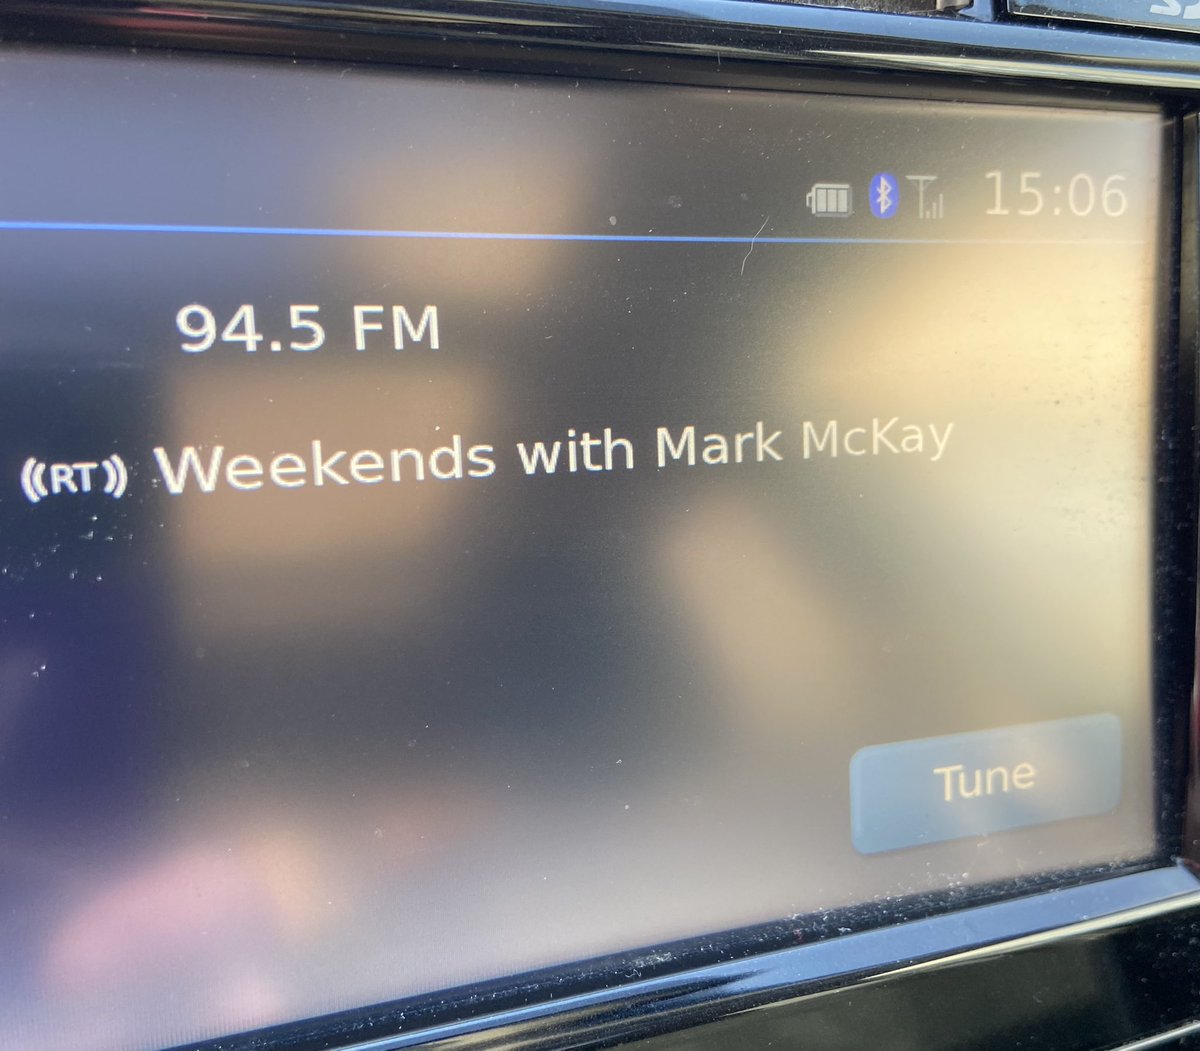 15:06
94.5 FM
RT Weekends with Mark McKay
Tune